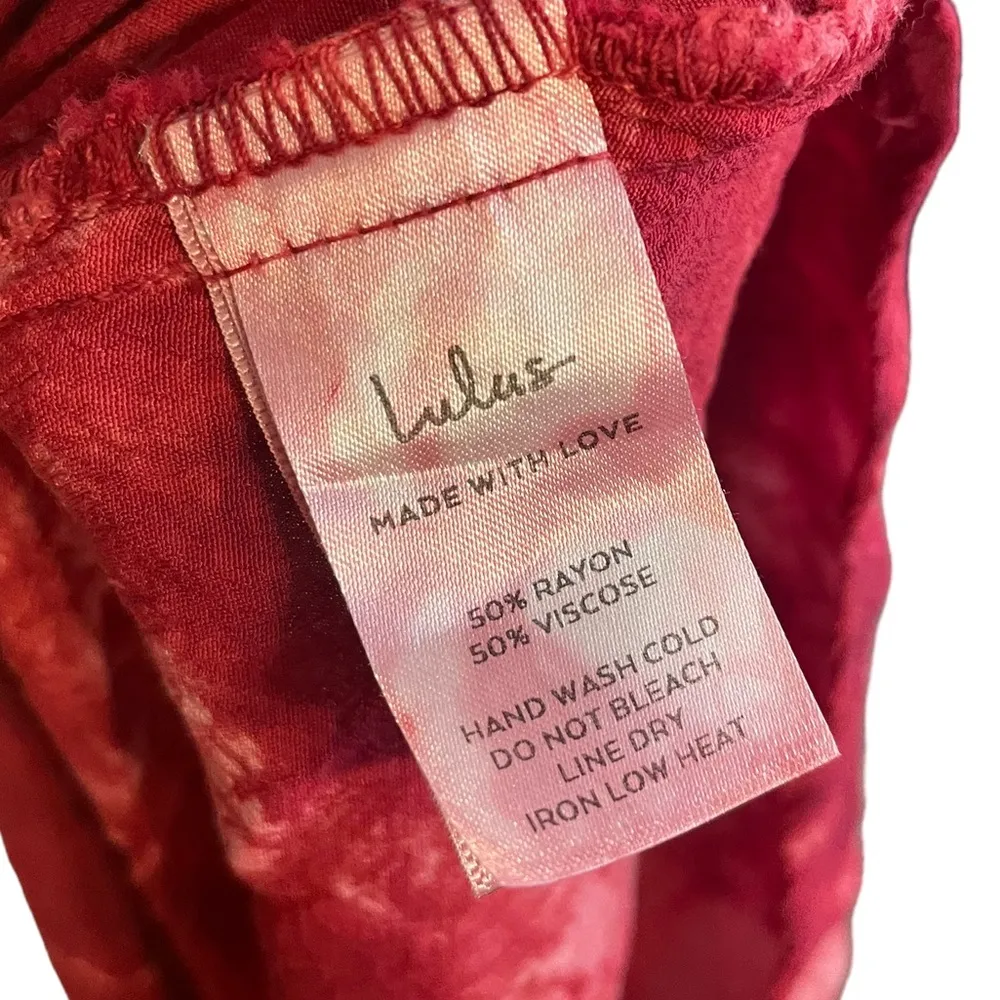 Lulus
MADE WITH LOVE
50% RAYON
50% VISCOSE
HAND WASH COLD
DO NOT BLEACH
LINE DRY
IRON LOW HEAT